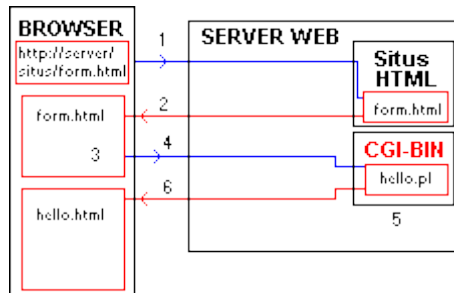 BROWSER
http://server/
situs/form.html
1
SERVER WEB
Situs
HTML
form.html
2
form.html
3
4
CGI-BIN
hello.pl
5
6
hello.html